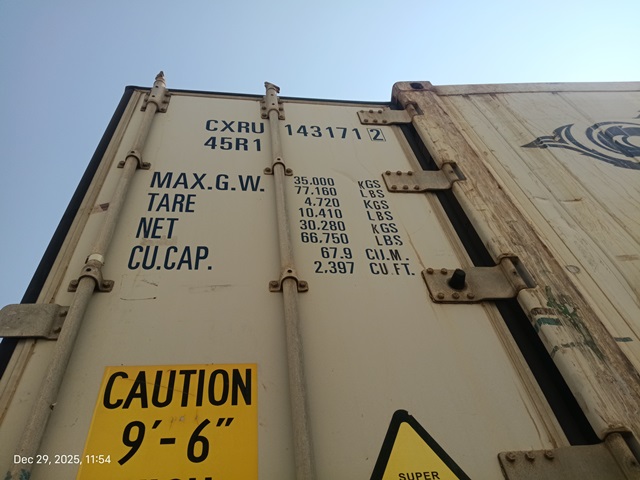 CXRU 143171 2
45R1
MAX.G.W. 35.000 KGS
77.160 LBS
TARE 4.720 KGS
10.410 LBS
NET 30.280 KGS
66.750 LBS
CU.CAP. 67.9 CU.M.
2.397 CU.FT.
CAUTION
9'-6"
SUPER
Dec 29, 2025, 11:54